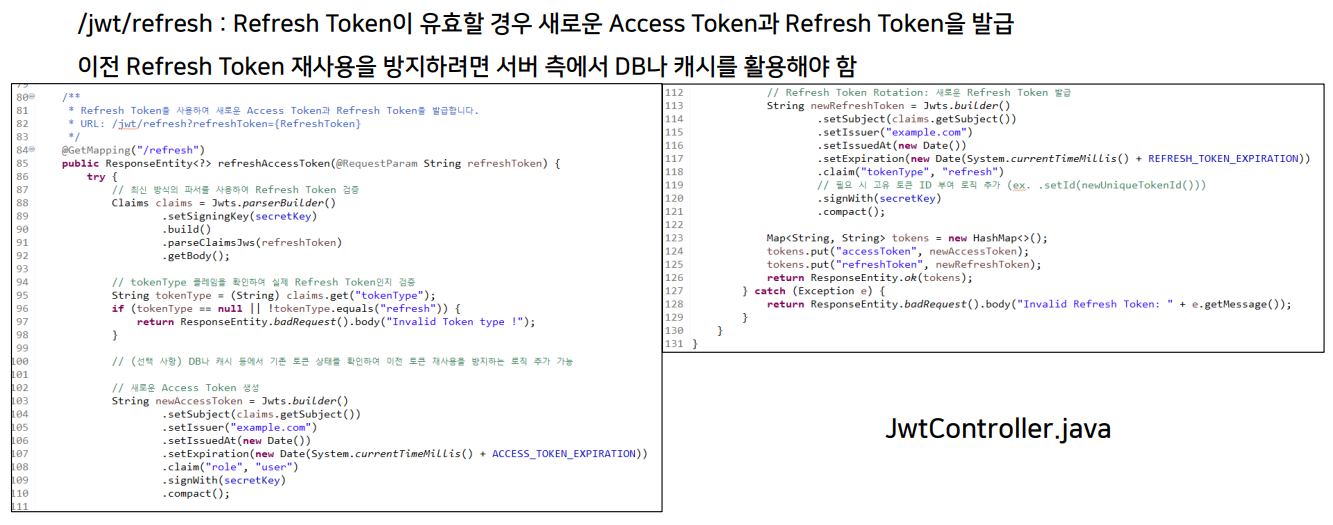 /jwt/refresh : Refresh Token이 유효할 경우 새로운 Access Token과 Refresh Token을 발급
이전 Refresh Token 재사용을 방지하려면 서버 측에서 DB나 캐시를 활용해야 함
80 /**
81 * Refresh Token를 사용하여 새로운 Access Token과 Refresh Token을 발급합니다.
82 * URL: /jwt/refresh?refreshToken={RefreshToken}
83 */
84 @GetMapping("/refresh")
85 public ResponseEntity<?> refreshAccessToken(@RequestParam String refreshToken) {
86 try {
87 // 최신 방식의 파서를 사용하여 Refresh Token 검증
88 Claims claims = Jwts.parserBuilder()
89 .setSigningKey(secretKey)
90 .build()
91 .parseClaimsJws(refreshToken)
92 .getBody();
93
94 // tokenType 클레임을 확인하여 실제 Refresh Token인지 검증
95 String tokenType = (String) claims.get("tokenType");
96 if (tokenType == null || !tokenType.equals("refresh")) {
97 return ResponseEntity.badRequest().body("Invalid Token type !");
98 }
99
100 // (선택 사항) DB나 캐시 등에서 기존 토큰 상태를 확인하여 이전 토큰 재사용을 방지하는 로직 추가 가능
101
102 // 새로운 Access Token 생성
103 String newAccessToken = Jwts.builder()
104 .setSubject(claims.getSubject())
105 .setIssuer("example.com")
106 .setIssuedAt(new Date())
107 .setExpiration(new Date(System.currentTimeMillis() + ACCESS_TOKEN_EXPIRATION))
108 .claim("role", "user")
109 .signWith(secretKey)
110 .compact();
111
112 // Refresh Token Rotation: 새로운 Refresh Token 발급
113 String newRefreshToken = Jwts.builder()
114 .setSubject(claims.getSubject())
115 .setIssuer("example.com")
116 .setIssuedAt(new Date())
117 .setExpiration(new Date(System.currentTimeMillis() + REFRESH_TOKEN_EXPIRATION))
118 .claim("tokenType", "refresh")
119 // 필요 시 고유 토큰 ID 부여 로직 추가 (ex. .setId(newUniqueTokenId()))
120 .signWith(secretKey)
121 .compact();
122
123 Map<String, String> tokens = new HashMap<>();
124 tokens.put("accessToken", newAccessToken);
125 tokens.put("refreshToken", newRefreshToken);
126 return ResponseEntity.ok(tokens);
127 } catch (Exception e) {
128 return ResponseEntity.badRequest().body("Invalid Refresh Token: " + e.getMessage());
129 }
130 }
131 }
JwtController.java